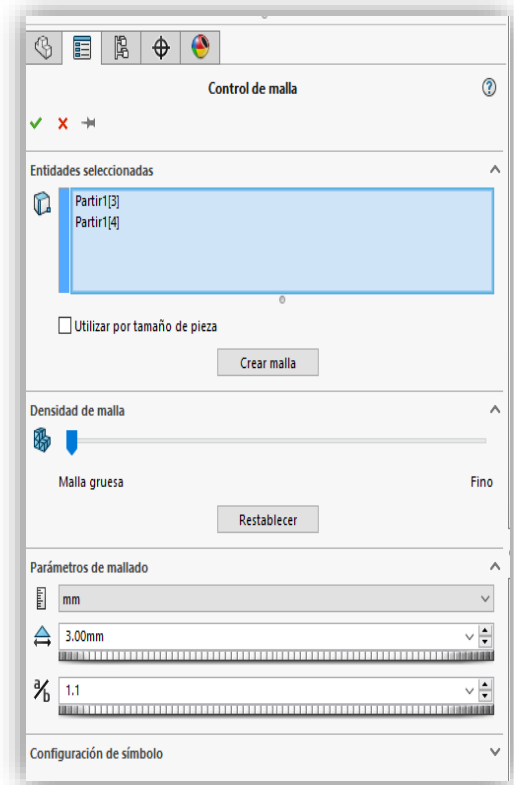 Control de malla
Entidades seleccionadas
Partir1[3]
Partir1[4]
Utilizar por tamaño de pieza
Crear malla
Densidad de malla
Malla gruesa Fino
Restablecer
Parámetros de mallado
mm
3.00mm
a/b 1.1
Configuración de símbolo